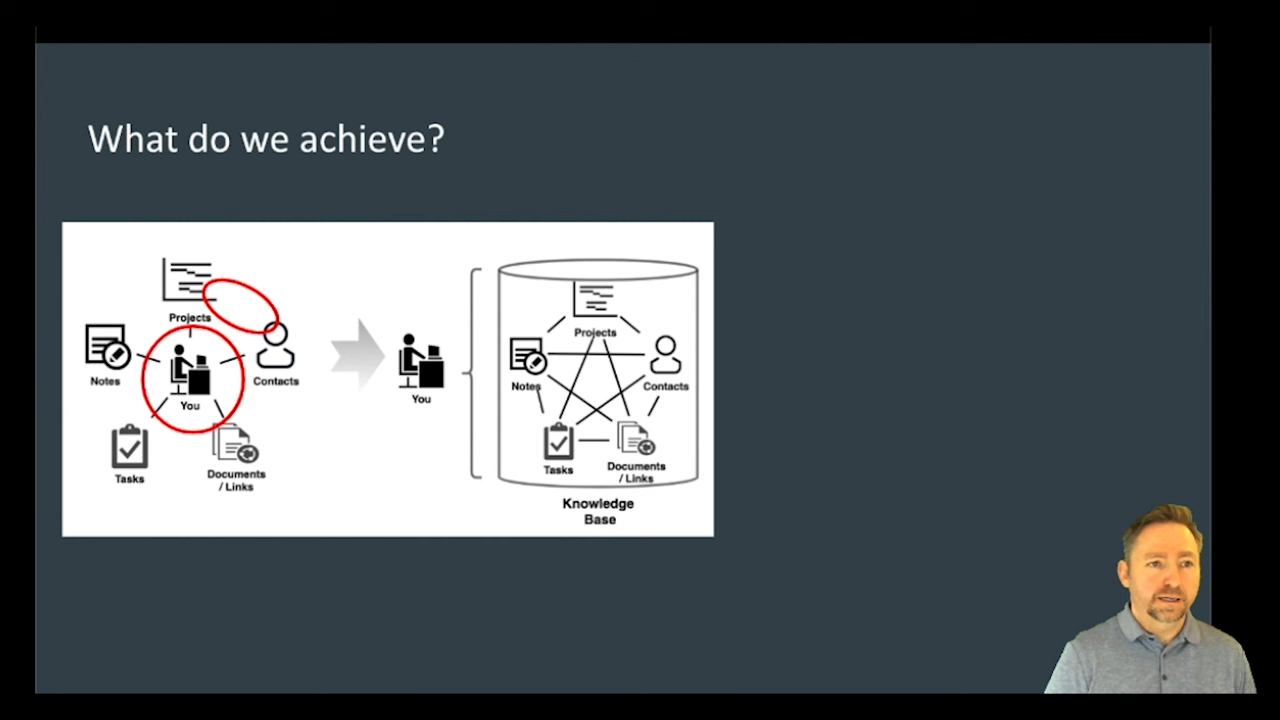 What do we achieve?
Projects
Notes
Contacts
You
Tasks
Documents
/ Links
You
Projects
Notes
Contacts
Tasks
Documents
/ Links
Knowledge
Base